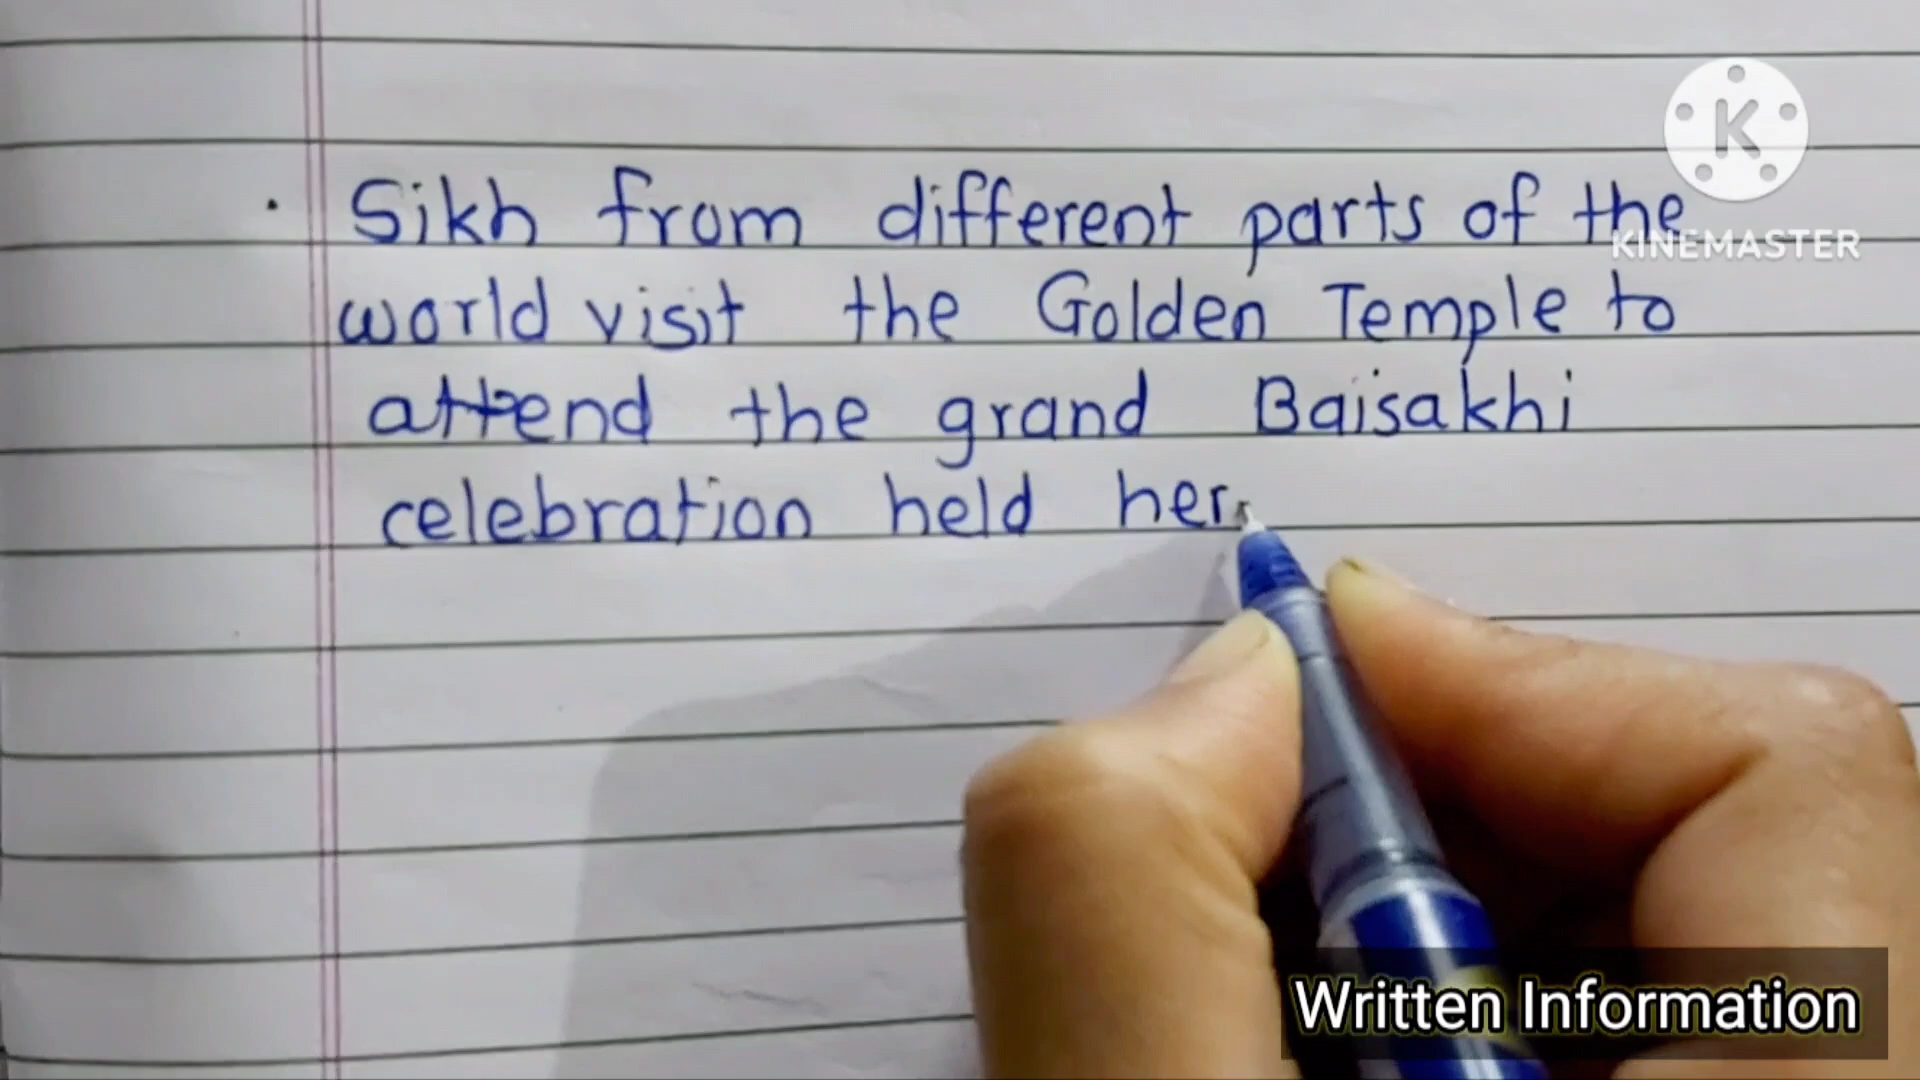 · Sikh from different parts of the
world visit the Golden Temple to
attend the grand Baisakhi
celebration held her
K
KINEMASTER
Written Information